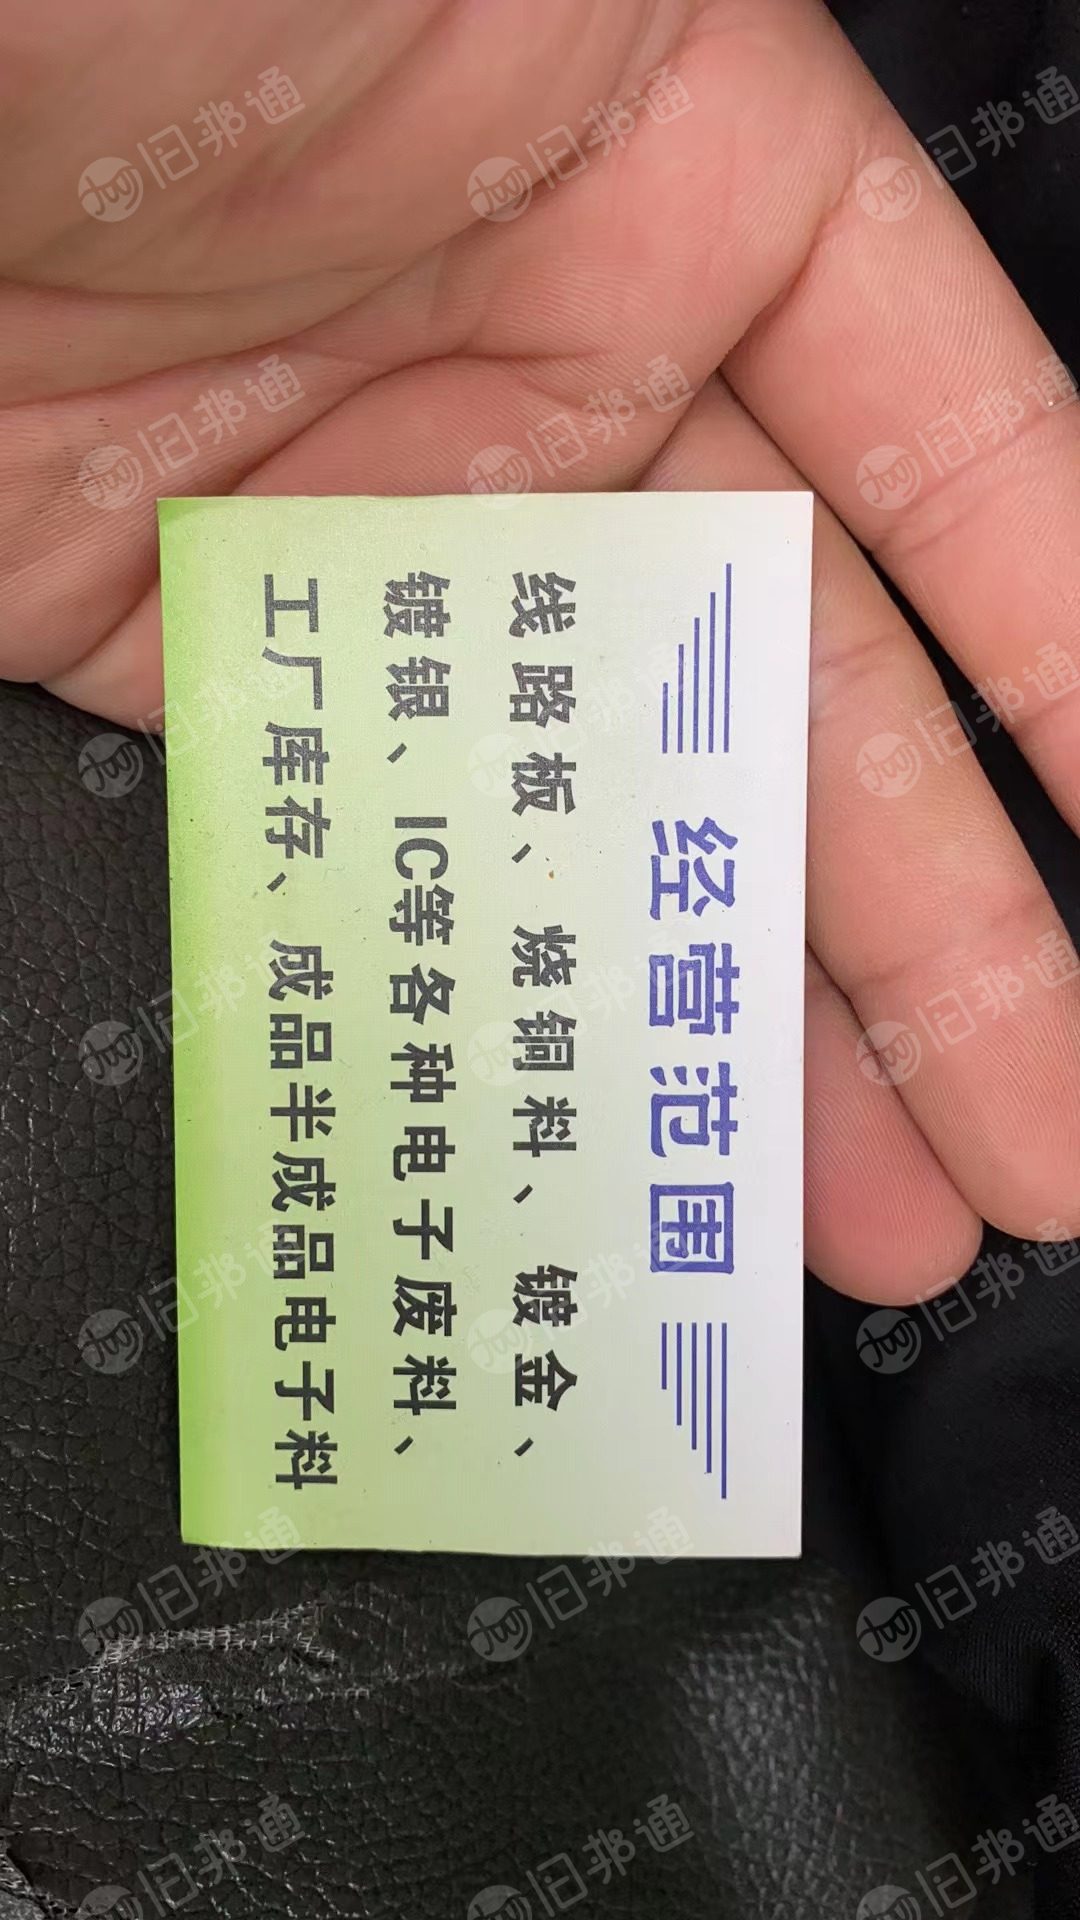 经营范围
线路板、烧铜料、镀金、
镀银、IC等各种电子废料、
工厂库存、成品半成品电子料
旧邦通